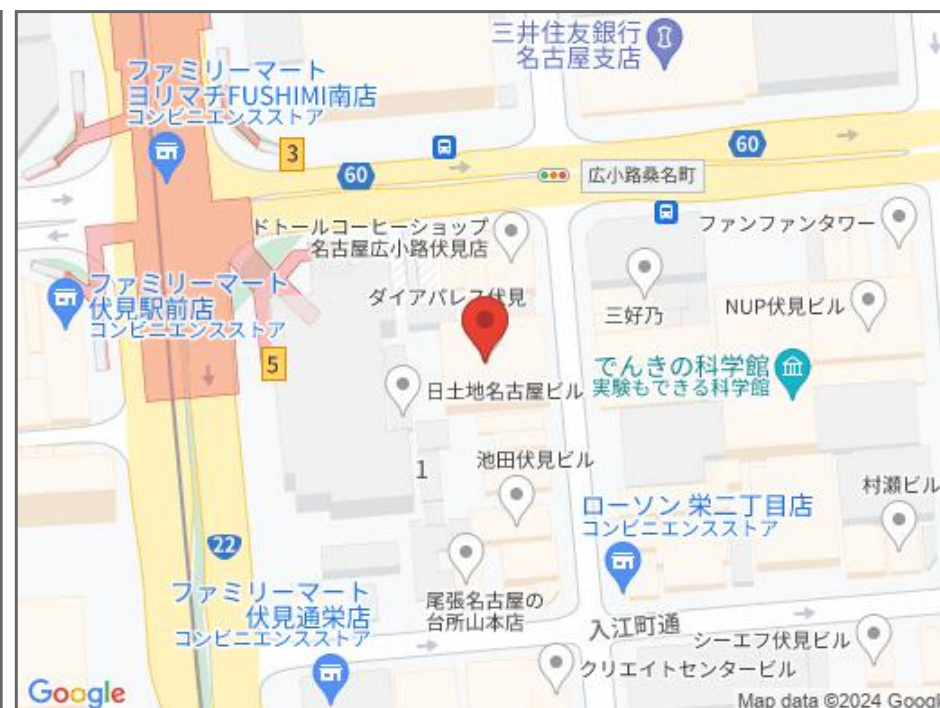 三井住友銀行
名古屋支店
ファミリーマート
ヨリマチFUSHIMI南店
コンビニエンスストア
3
60
60
広小路桑名町
ドトールコーヒーショップ
名古屋広小路伏見店
ファンファンタワー
ファミリーマート
伏見駅前店
コンビニエンスストア
ダイアパレス伏見
三好乃
NUP伏見ビル
5
でんきの科学館
実験もできる科学館
日土地名古屋ビル
1
池田伏見ビル
村瀬ビル
ローソン 栄二丁目店
コンビニエンスストア
22
ファミリーマート
伏見通栄店
コンビニエンスストア
尾張名古屋の
台所山本店
入江町通
シーエフ伏見ビル
クリエイトセンタービル
Google
Map data ©2024 Google